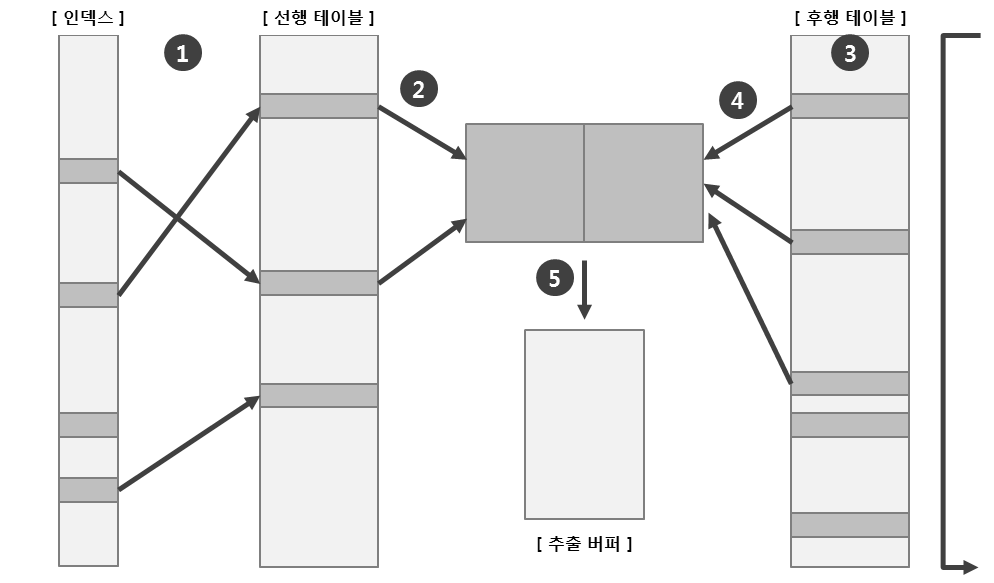 [ 인덱스 ]
[ 선행 테이블 ]
[ 후행 테이블 ]
1
2
3
4
5
[ 추출 버퍼 ]